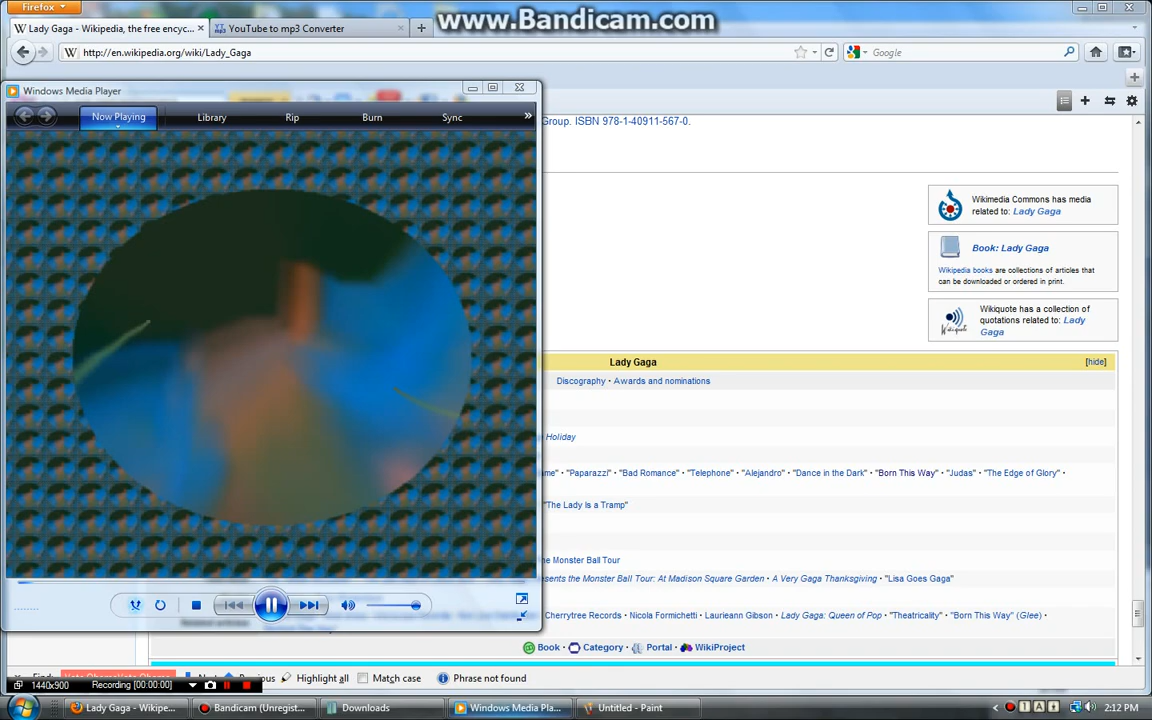 Firefox
www.Bandicam.com
Lady Gaga - Wikipedia, the free encyc...
YouTube to mp3 Converter
http://en.wikipedia.org/wiki/Lady_Gaga
Google
Windows Media Player
Now Playing
Library
Rip
Burn
Sync
»
Group. ISBN 978-1-40911-567-0.
Wikimedia Commons has media
related to: Lady Gaga
Book: Lady Gaga
Wikipedia books are collections of articles that
can be downloaded or ordered in print.
Wikiquote has a collection of
quotations related to: Lady
Gaga
Lady Gaga
[hide]
Discography · Awards and nominations
Holiday
"Paparazzi" · "Bad Romance" · "Telephone" · "Alejandro" · "Dance in the Dark" · "Born This Way" · "Judas" · "The Edge of Glory" ·
"The Lady Is a Tramp"
The Monster Ball Tour
esents the Monster Ball Tour: At Madison Square Garden · A Very Gaga Thanksgiving · "Lisa Goes Gaga"
Cherrytree Records · Nicola Formichetti · Laurieann Gibson · Lady Gaga: Queen of Pop · "Theatricality" · "Born This Way" (Glee) ·
Book · Category · Portal · WikiProject
Highlight all
Match case
Phrase not found
1440x900
Recording [00:00:00]
Lady Gaga - Wikipe...
Bandicam (Unregist...
Downloads
Windows Media Pla...
Untitled - Paint
2:12 PM